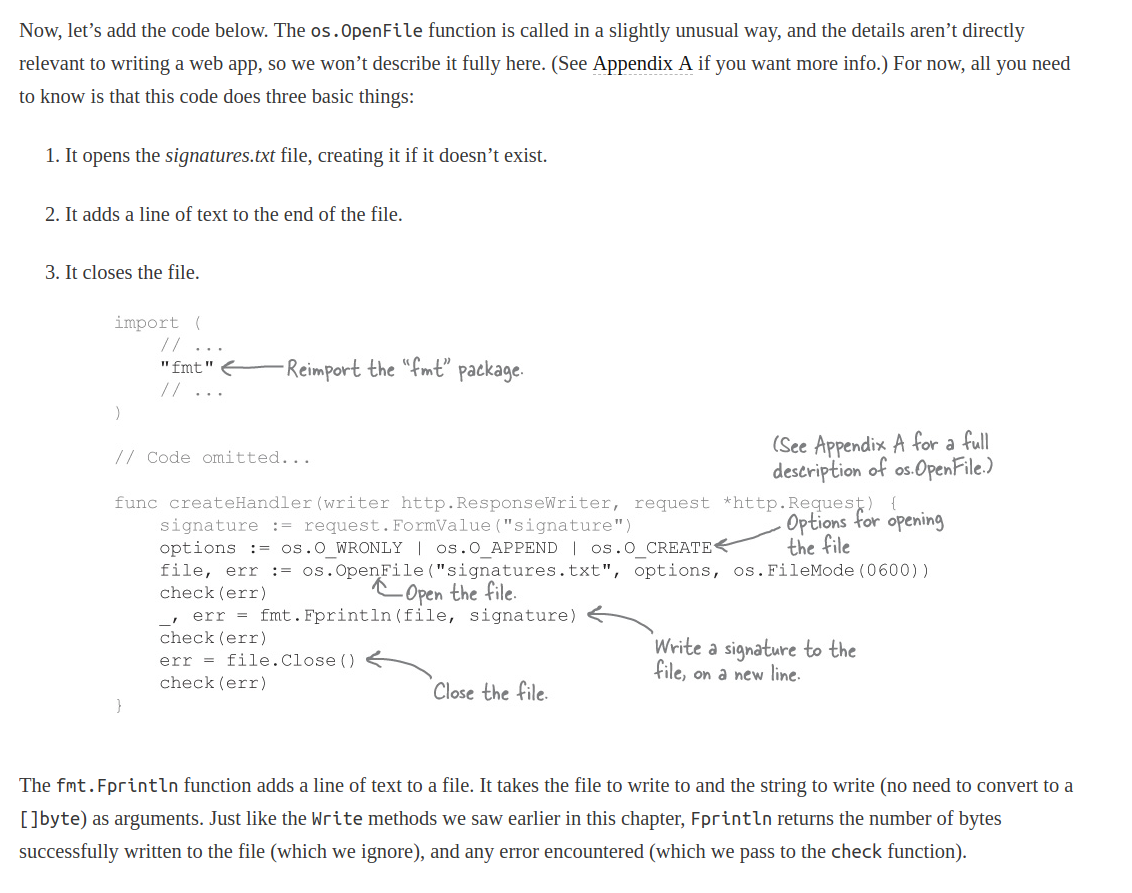 Now, let’s add the code below. The os.OpenFile function is called in a slightly unusual way, and the details aren’t directly
relevant to writing a web app, so we won’t describe it fully here. (See Appendix A if you want more info.) For now, all you need
to know is that this code does three basic things:
1. It opens the signatures.txt file, creating it if it doesn’t exist.
2. It adds a line of text to the end of the file.
3. It closes the file.
import (
// ...
"fmt" Reimport the “fmt” package.
// ...
)
// Code omitted...
(See Appendix A for a full
description of os.OpenFile.)
func createHandler(writer http.ResponseWriter, request *http.Request) {
signature := request.FormValue("signature")
Options for opening
the file
options := os.O_WRONLY | os.O_APPEND | os.O_CREATE
file, err := os.OpenFile("signatures.txt", options, os.FileMode(0600))
check(err)
Open the file.
_, err = fmt.Fprintln(file, signature)
check(err)
Write a signature to the
file, on a new line.
err = file.Close()
check(err)
Close the file.
}
The fmt.Fprintln function adds a line of text to a file. It takes the file to write to and the string to write (no need to convert to a
[]byte) as arguments. Just like the Write methods we saw earlier in this chapter, Fprintln returns the number of bytes
successfully written to the file (which we ignore), and any error encountered (which we pass to the check function).